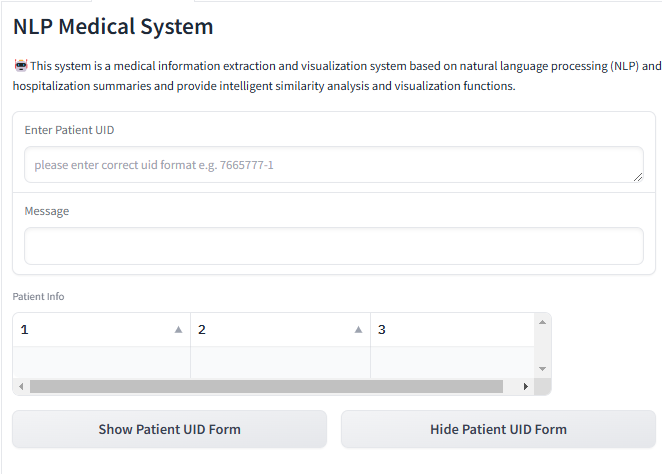 NLP Medical System
This system is a medical information extraction and visualization system based on natural language processing (NLP) and
hospitalization summaries and provide intelligent similarity analysis and visualization functions.
Enter Patient UID
please enter correct uid format e.g. 7665777-1
Message
Patient Info
1 2 3
Show Patient UID Form Hide Patient UID Form